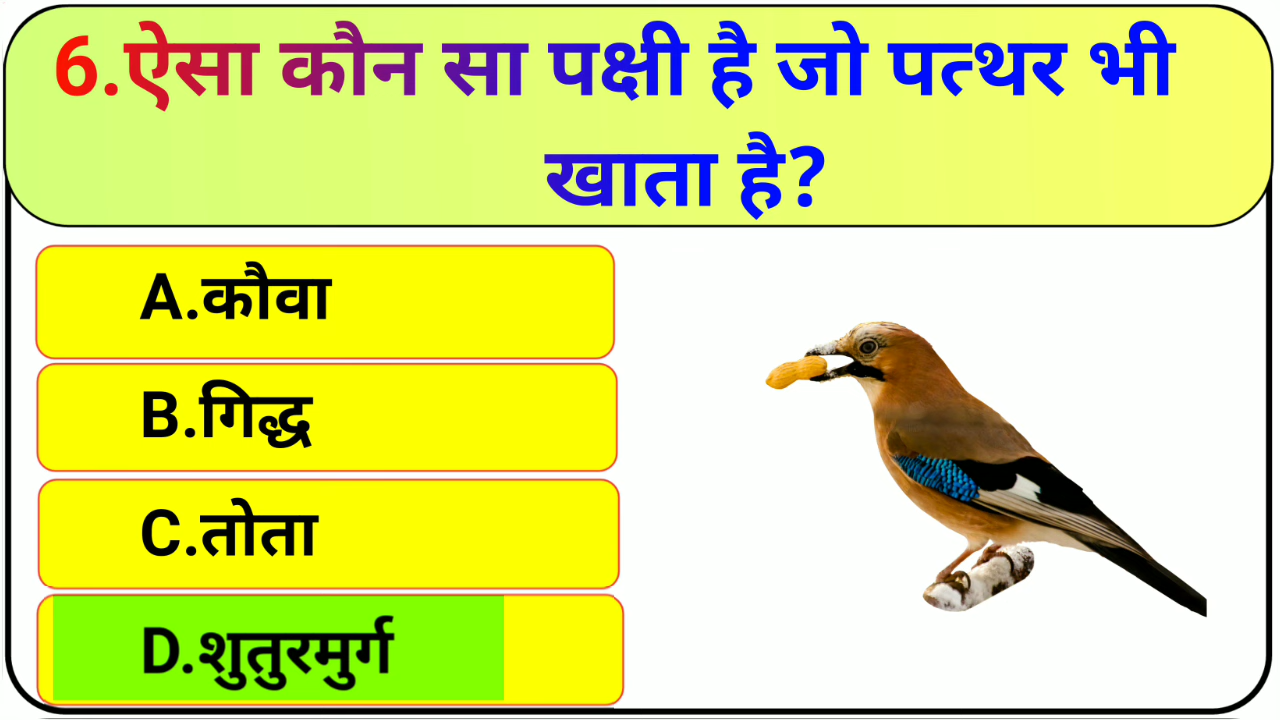 6.ऐसा कौन सा पक्षी है जो पत्थर भी
खाता है?
A.कौवा
B.गिद्ध
C.तोता
D.शुतुरमुर्ग